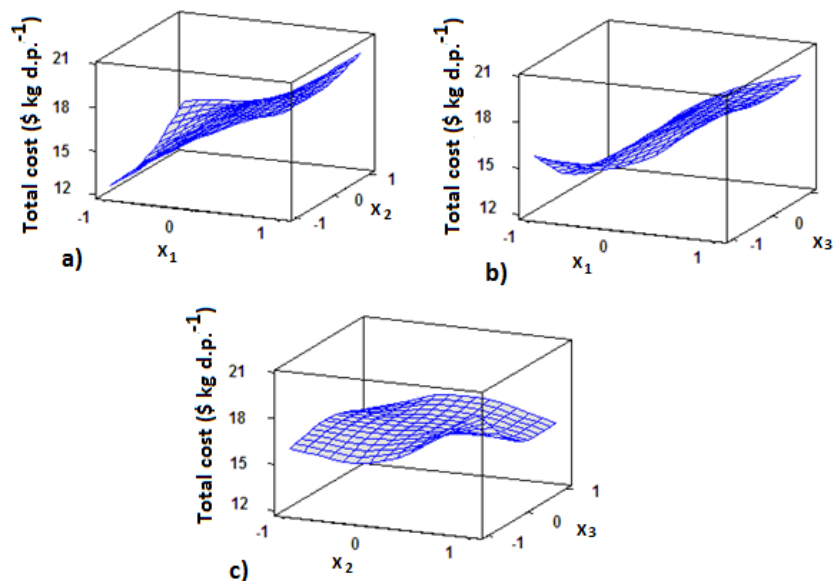 Total cost ($ kg d.p.⁻¹)
21
18
15
12
-1
0
1
x₁
-1
0
1
x₂
a)
Total cost ($ kg d.p.⁻¹)
21
18
15
12
-1
0
1
x₁
-1
0
x₃
b)
Total cost ($ kg d.p.⁻¹)
21
18
15
12
-1
0
1
x₂
-1
0
1
x₃
c)